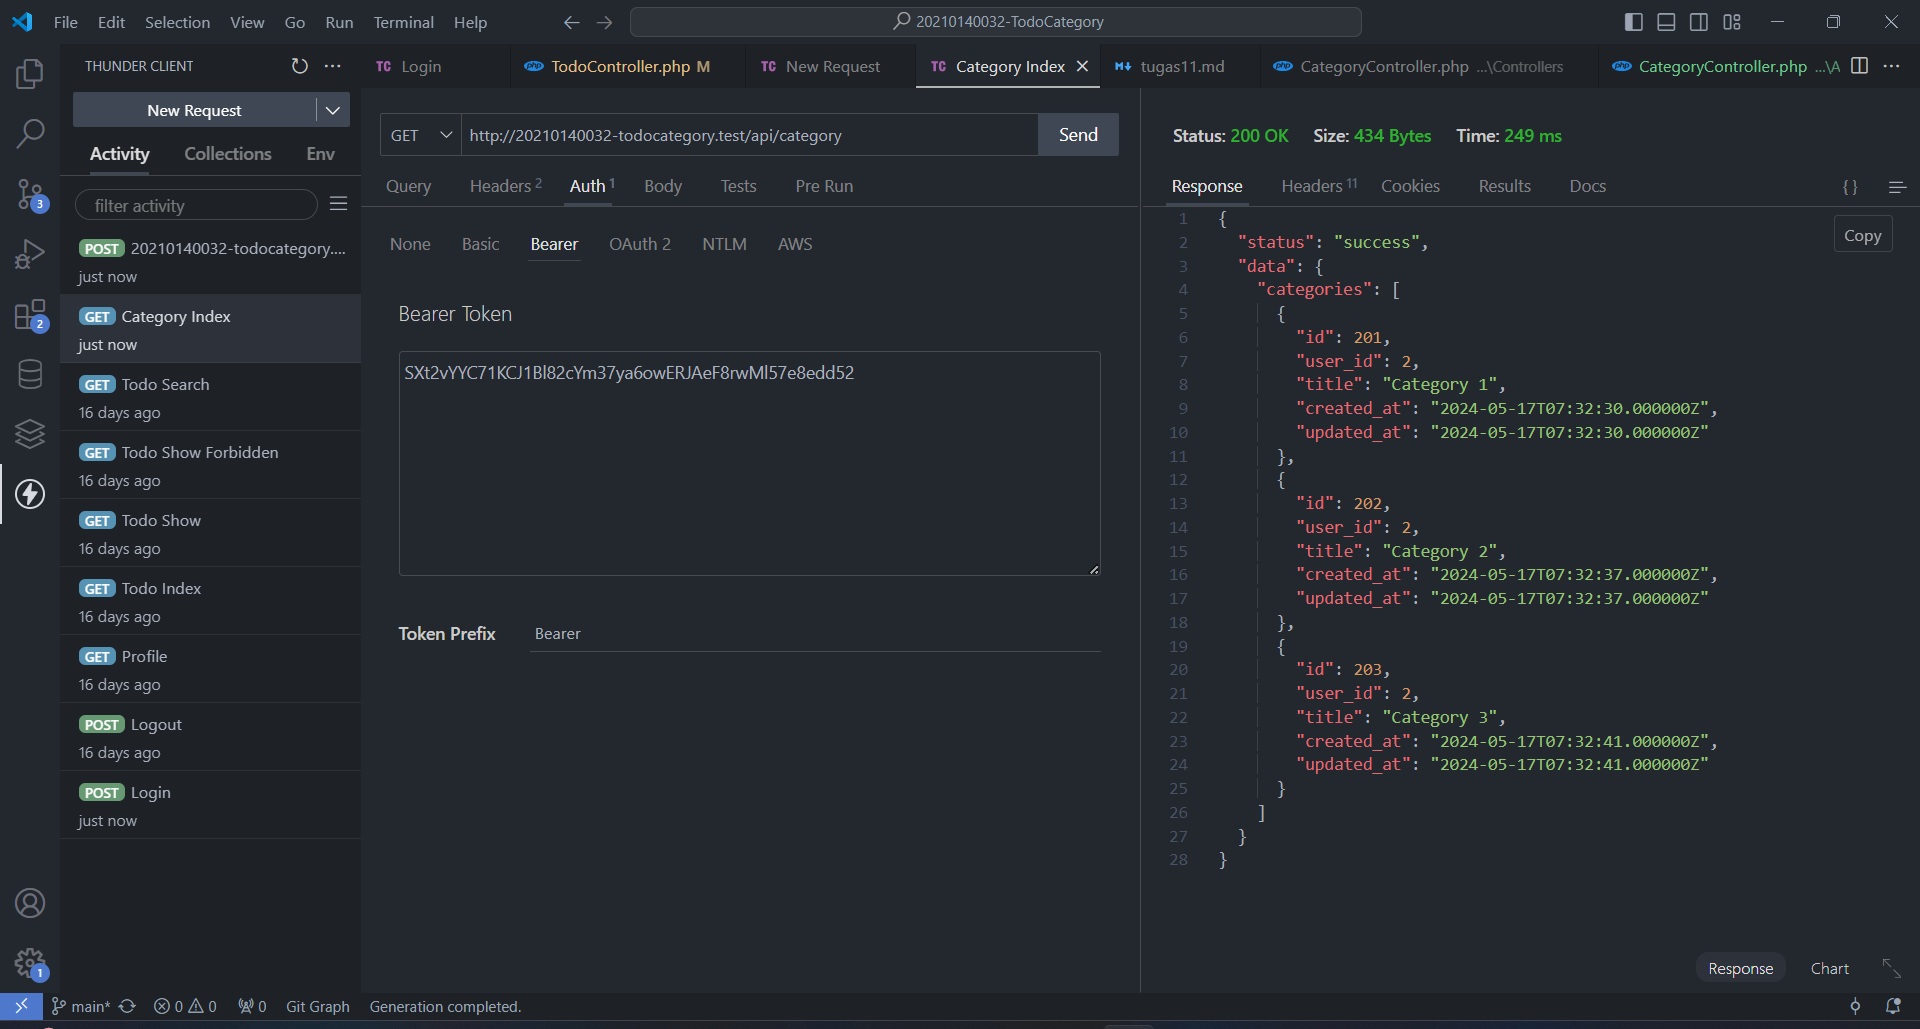 File Edit Selection View Go Run Terminal Help
20210140032-TodoCategory
THUNDER CLIENT
New Request
Activity Collections Env
filter activity
POST 20210140032-todocategory....
just now
GET Category Index
just now
GET Todo Search
16 days ago
GET Todo Show Forbidden
16 days ago
GET Todo Show
16 days ago
GET Todo Index
16 days ago
GET Profile
16 days ago
POST Logout
16 days ago
POST Login
just now
3
2
1
TC Login
php TodoController.php M
TC New Request
TC Category Index
tugas11.md
php CategoryController.php ...\Controllers
php CategoryController.php ...\A
GET http://20210140032-todocategory.test/api/category Send
Query Headers 2 Auth 1 Body Tests Pre Run
None Basic Bearer OAuth 2 NTLM AWS
Bearer Token
SXt2vYYC71KCJ1Bl82cYm37ya6owERJAeF8rwMl57e8edd52
Token Prefix Bearer
Status: 200 OK Size: 434 Bytes Time: 249 ms
Response Headers 11 Cookies Results Docs { }
Copy
1 {
2 "status": "success",
3 "data": {
4 "categories": [
5 {
6 "id": 201,
7 "user_id": 2,
8 "title": "Category 1",
9 "created_at": "2024-05-17T07:32:30.000000Z",
10 "updated_at": "2024-05-17T07:32:30.000000Z"
11 },
12 {
13 "id": 202,
14 "user_id": 2,
15 "title": "Category 2",
16 "created_at": "2024-05-17T07:32:37.000000Z",
17 "updated_at": "2024-05-17T07:32:37.000000Z"
18 },
19 {
20 "id": 203,
21 "user_id": 2,
22 "title": "Category 3",
23 "created_at": "2024-05-17T07:32:41.000000Z",
24 "updated_at": "2024-05-17T07:32:41.000000Z"
25 }
26 ]
27 }
28 }
Response Chart
main* 0 0 0 Git Graph Generation completed.